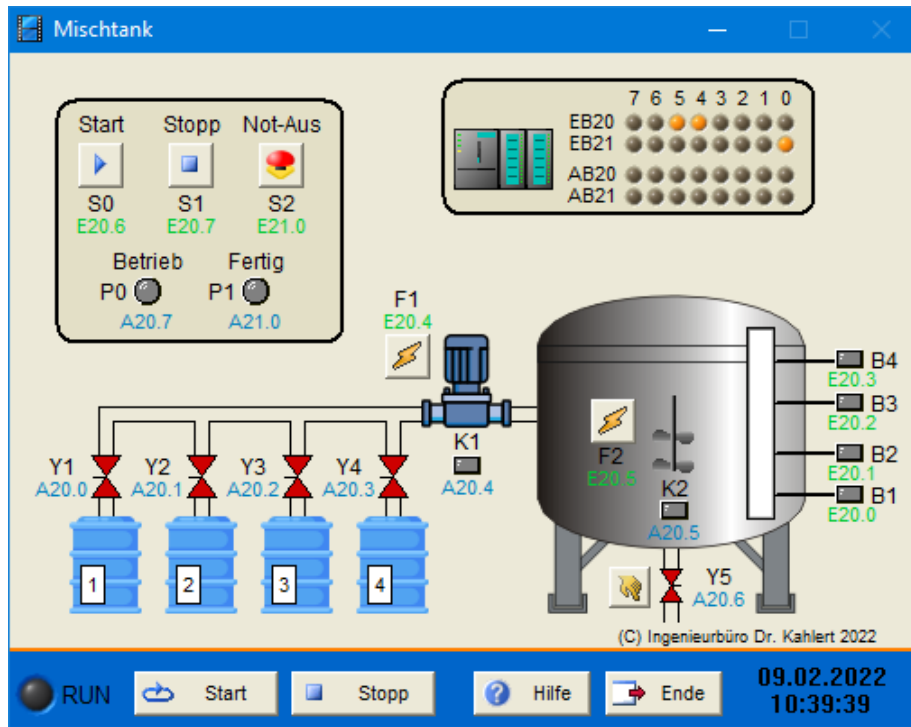 Mischtank
Start Stopp Not-Aus
S0 S1 S2
E20.6 E20.7 E21.0
Betrieb Fertig
P0 P1
A20.7 A21.0
7 6 5 4 3 2 1 0
EB20
EB21
AB20
AB21
F1
E20.4
K1
A20.4
Y1 Y2 Y3 Y4
A20.0 A20.1 A20.2 A20.3
1 2 3 4
F2
E20.5
K2
A20.5
B4
E20.3
B3
E20.2
B2
E20.1
B1
E20.0
Y5
A20.6
(C) Ingenieurbüro Dr. Kahlert 2022
RUN Start Stopp Hilfe Ende
09.02.2022
10:39:39